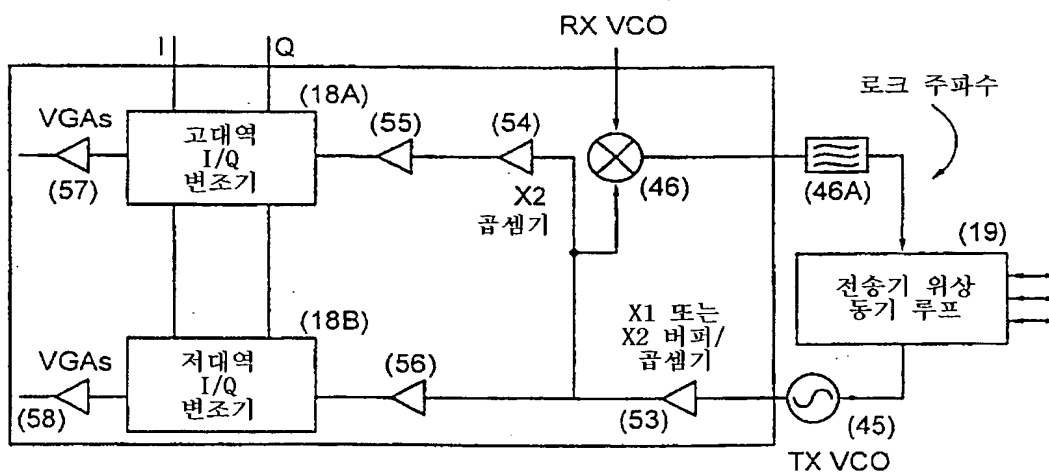 RX VCO
I
Q
(18A)
VGAs
(57)
고대역
I/Q
변조기
(55)
(54)
X2
곱셈기
(46)
로크 주파수
(46A)
(19)
전송기 위상
동기 루프
(18B)
VGAs
(58)
저대역
I/Q
변조기
(56)
X1 또는
X2 버퍼/
곱셈기
(53)
(45)
TX VCO